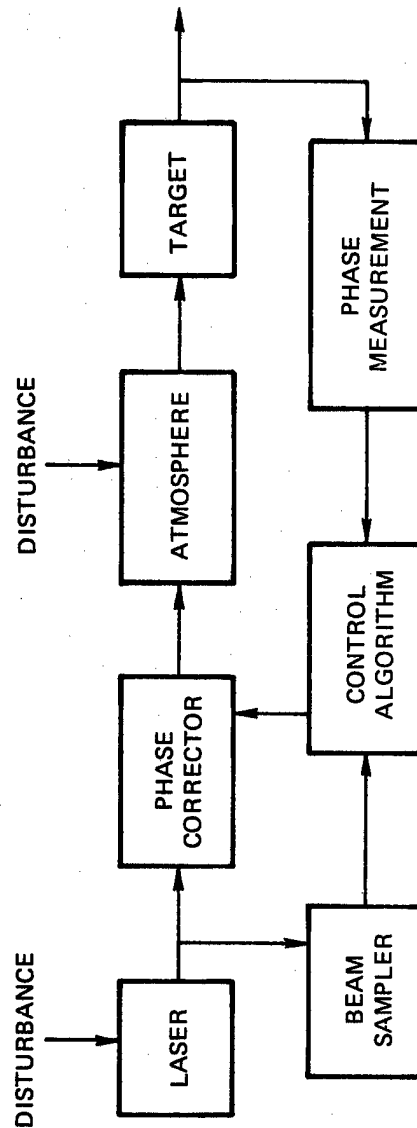 DISTURBANCE
DISTURBANCE
LASER
PHASE
CORRECTOR
ATMOSPHERE
TARGET
BEAM
SAMPLER
CONTROL
ALGORITHM
PHASE
MEASUREMENT